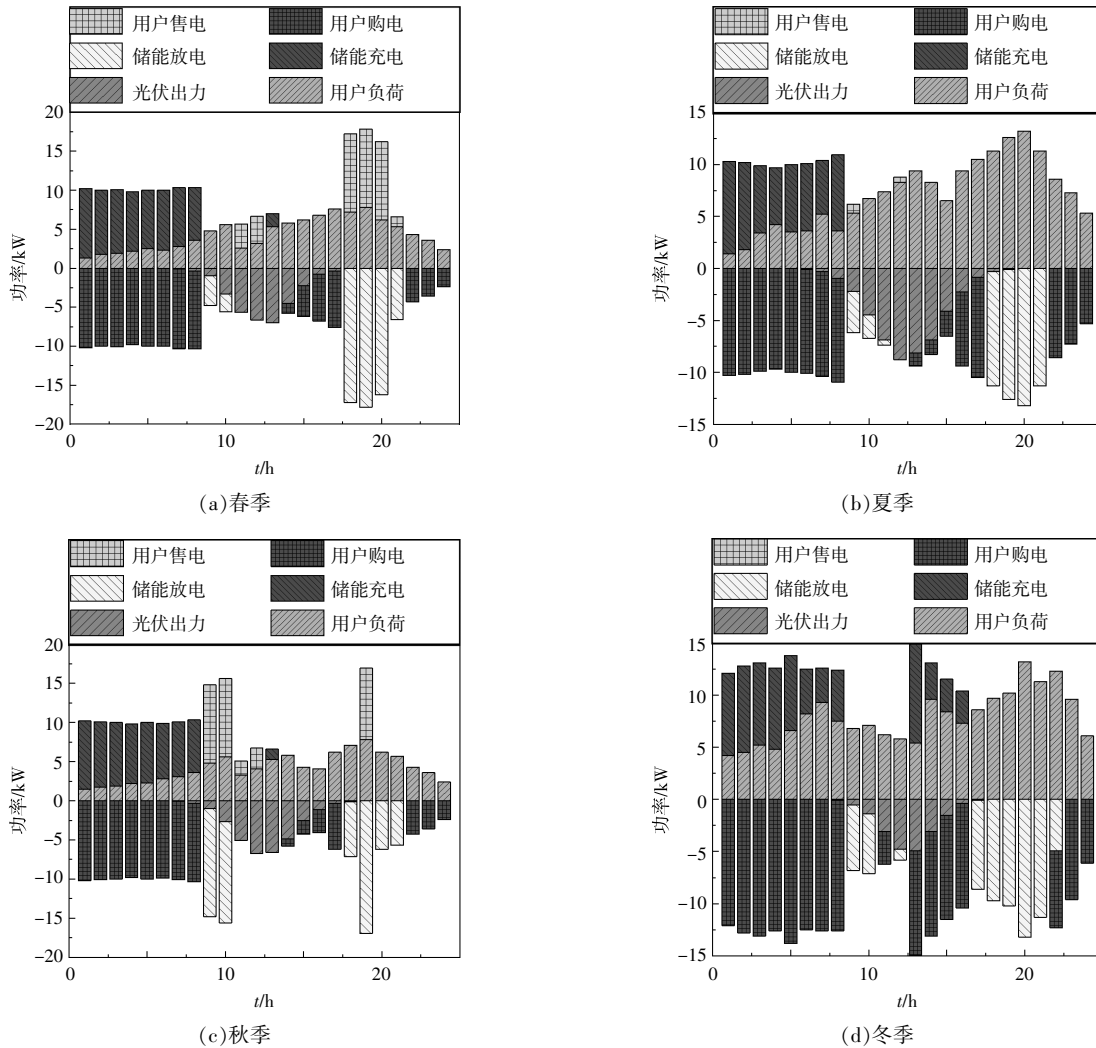 用户售电 用户购电
储能放电 储能充电
光伏出力 用户负荷
20
15
10
5
0
−5
−10
−15
−20
功率/kW
0 10 20
t/h
(a)春季
用户售电 用户购电
储能放电 储能充电
光伏出力 用户负荷
15
10
5
0
−5
−10
−15
功率/kW
0 10 20
t/h
(b)夏季
用户售电 用户购电
储能放电 储能充电
光伏出力 用户负荷
20
15
10
5
0
−5
−10
−15
−20
功率/kW
0 10 20
t/h
(c)秋季
用户售电 用户购电
储能放电 储能充电
光伏出力 用户负荷
15
10
5
0
−5
−10
−15
功率/kW
0 10 20
t/h
(d)冬季